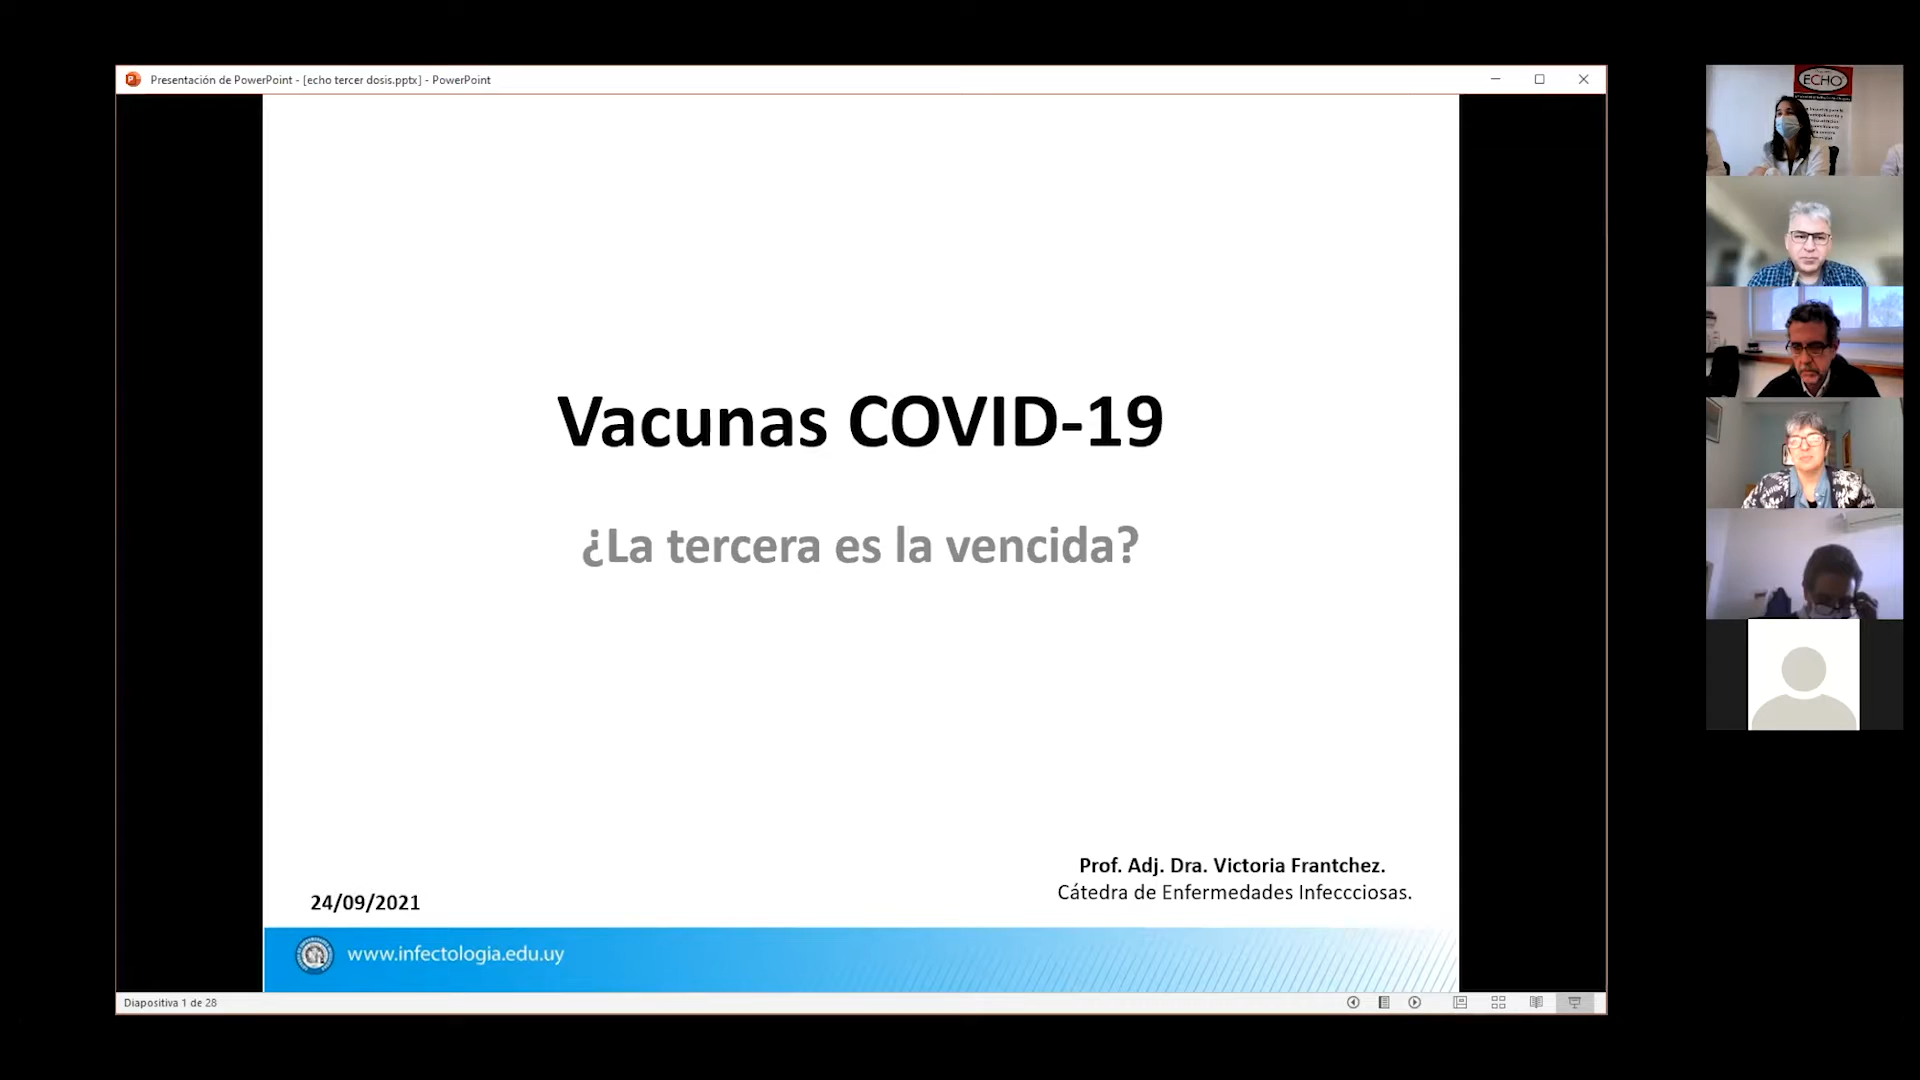 Presentación de PowerPoint - [echo tercer dosis.pptx] - PowerPoint
ECHO
Vacunas COVID-19
¿La tercera es la vencida?
Prof. Adj. Dra. Victoria Frantchez.
Cátedra de Enfermedades Infeccciosas.
24/09/2021
www.infectologia.edu.uy
Diapositiva 1 de 28